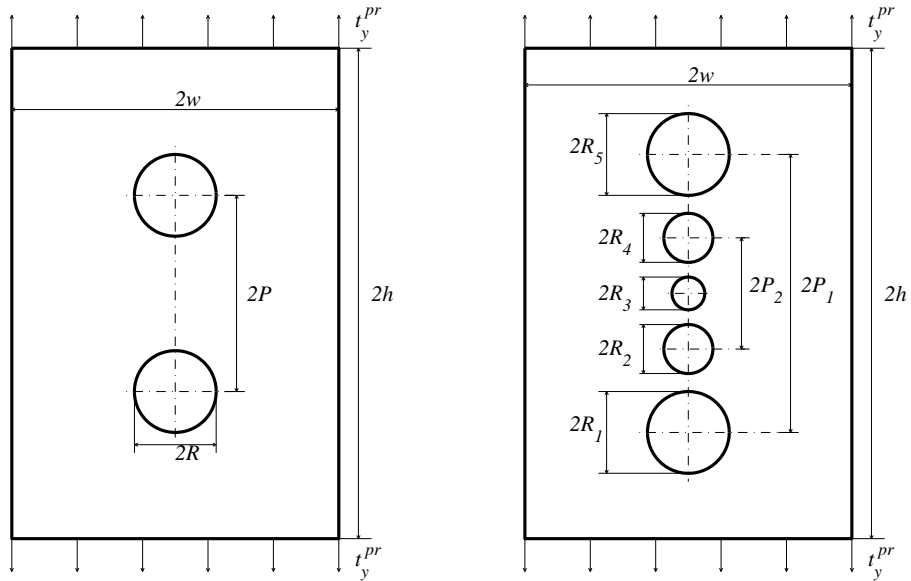 t_y^{pr}
2w
2P
2h
2R
t_y^{pr}
t_y^{pr}
2w
2R_5
2R_4
2R_3
2R_2
2R_1
2P_2
2P_1
2h
t_y^{pr}